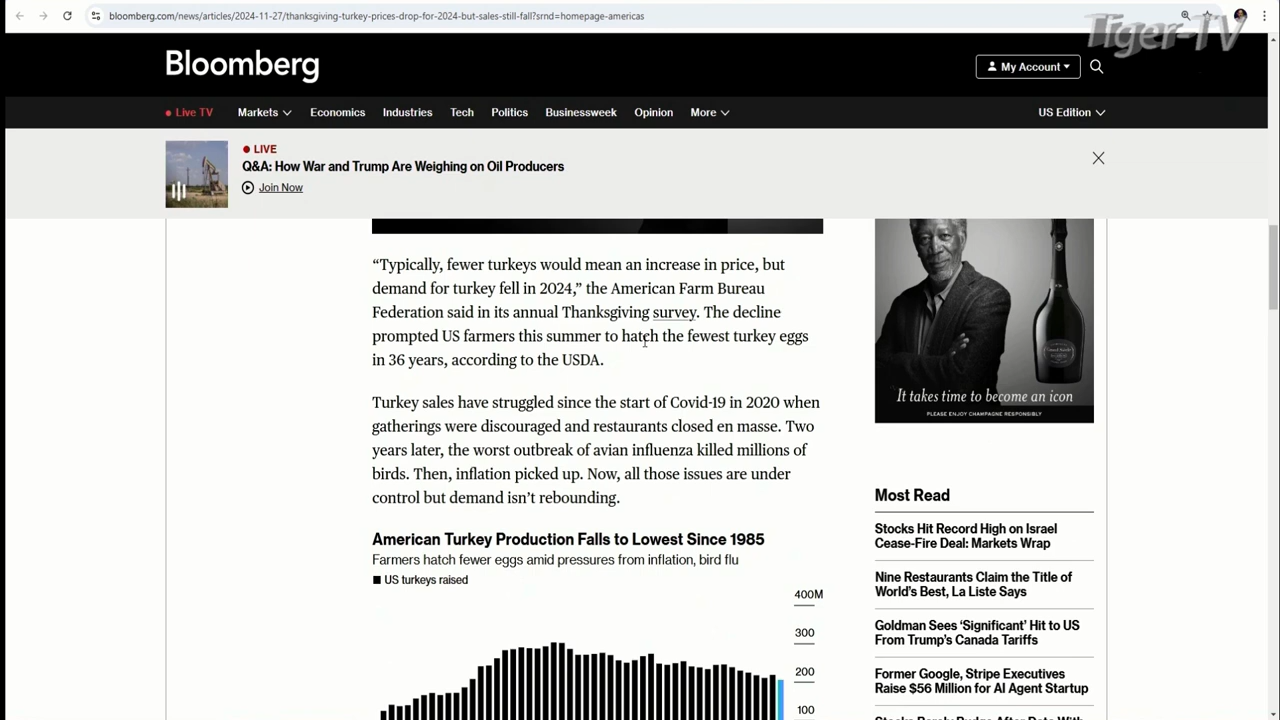 bloomberg.com/news/articles/2024-11-27/thanksgiving-turkey-prices-drop-for-2024-but-sales-still-fall?srnd=homepage-americas
Tiger-TV
Bloomberg
My Account
Live TV
Markets
Economics
Industries
Tech
Politics
Businessweek
Opinion
More
US Edition
LIVE
Q&A: How War and Trump Are Weighing on Oil Producers
Join Now
“Typically, fewer turkeys would mean an increase in price, but
demand for turkey fell in 2024,” the American Farm Bureau
Federation said in its annual Thanksgiving survey. The decline
prompted US farmers this summer to hatch the fewest turkey eggs
in 36 years, according to the USDA.
Turkey sales have struggled since the start of Covid-19 in 2020 when
gatherings were discouraged and restaurants closed en masse. Two
years later, the worst outbreak of avian influenza killed millions of
birds. Then, inflation picked up. Now, all those issues are under
control but demand isn’t rebounding.
American Turkey Production Falls to Lowest Since 1985
Farmers hatch fewer eggs amid pressures from inflation, bird flu
US turkeys raised
400M
300
200
100
It takes time to become an icon
PLEASE ENJOY CHAMPAGNE RESPONSIBLY
Most Read
Stocks Hit Record High on Israel
Cease-Fire Deal: Markets Wrap
Nine Restaurants Claim the Title of
World’s Best, La Liste Says
Goldman Sees ‘Significant’ Hit to US
From Trump’s Canada Tariffs
Former Google, Stripe Executives
Raise $56 Million for AI Agent Startup